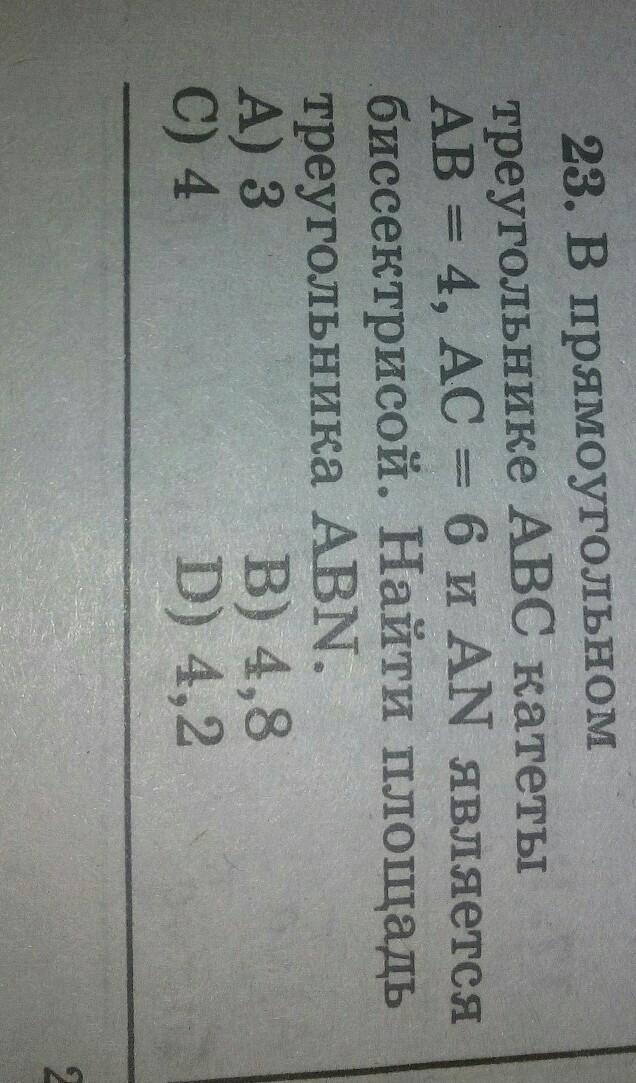 23. В прямоугольном
треугольнике ABC катеты
AB = 4, AC = 6 и AN является
биссектрисой. Найти площадь
треугольника ABN.
A) 3 B) 4,8
C) 4 D) 4,2
2